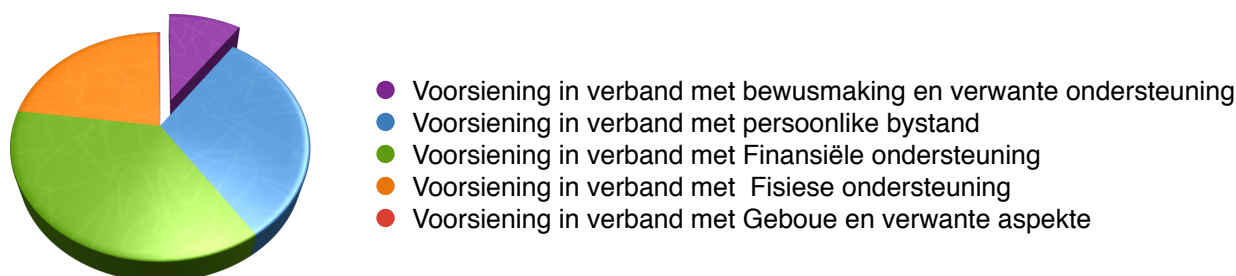 Voorsiening in verband met bewusmaking en verwante ondersteuning
Voorsiening in verband met persoonlike bystand
Voorsiening in verband met Finansiële ondersteuning
Voorsiening in verband met  Fisiese ondersteuning
Voorsiening in verband met Geboue en verwante aspekte